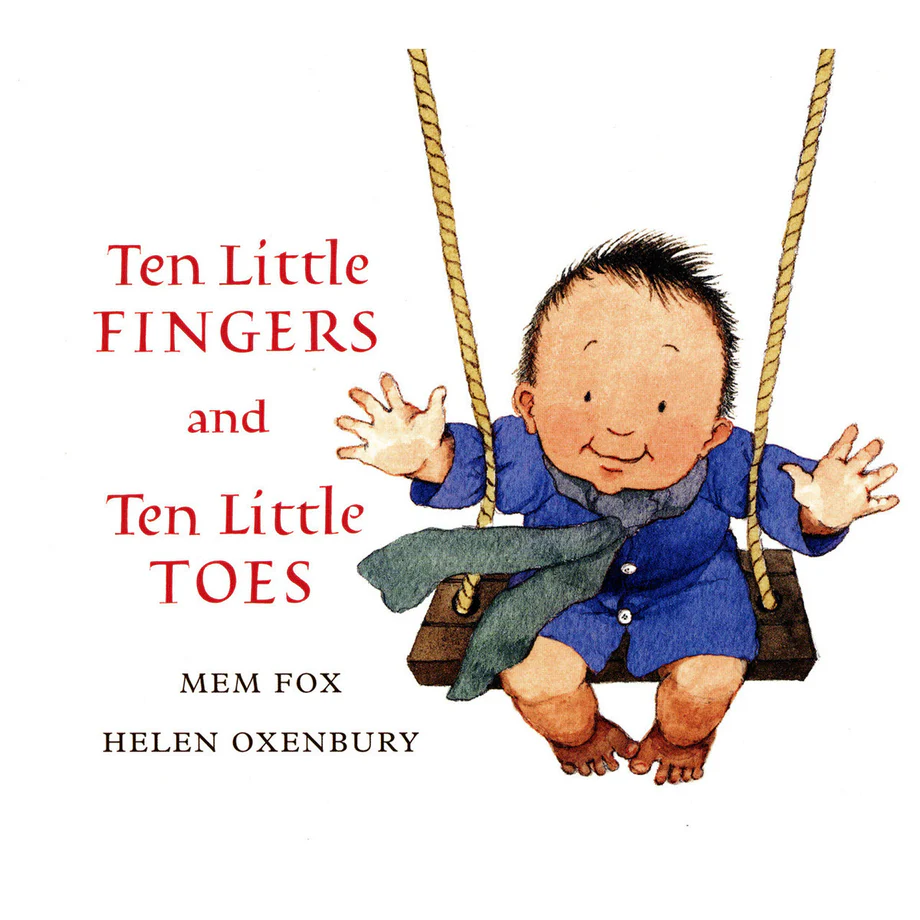 Ten Little
FINGERS
and
Ten Little
TOES
MEM FOX
HELEN OXENBURY